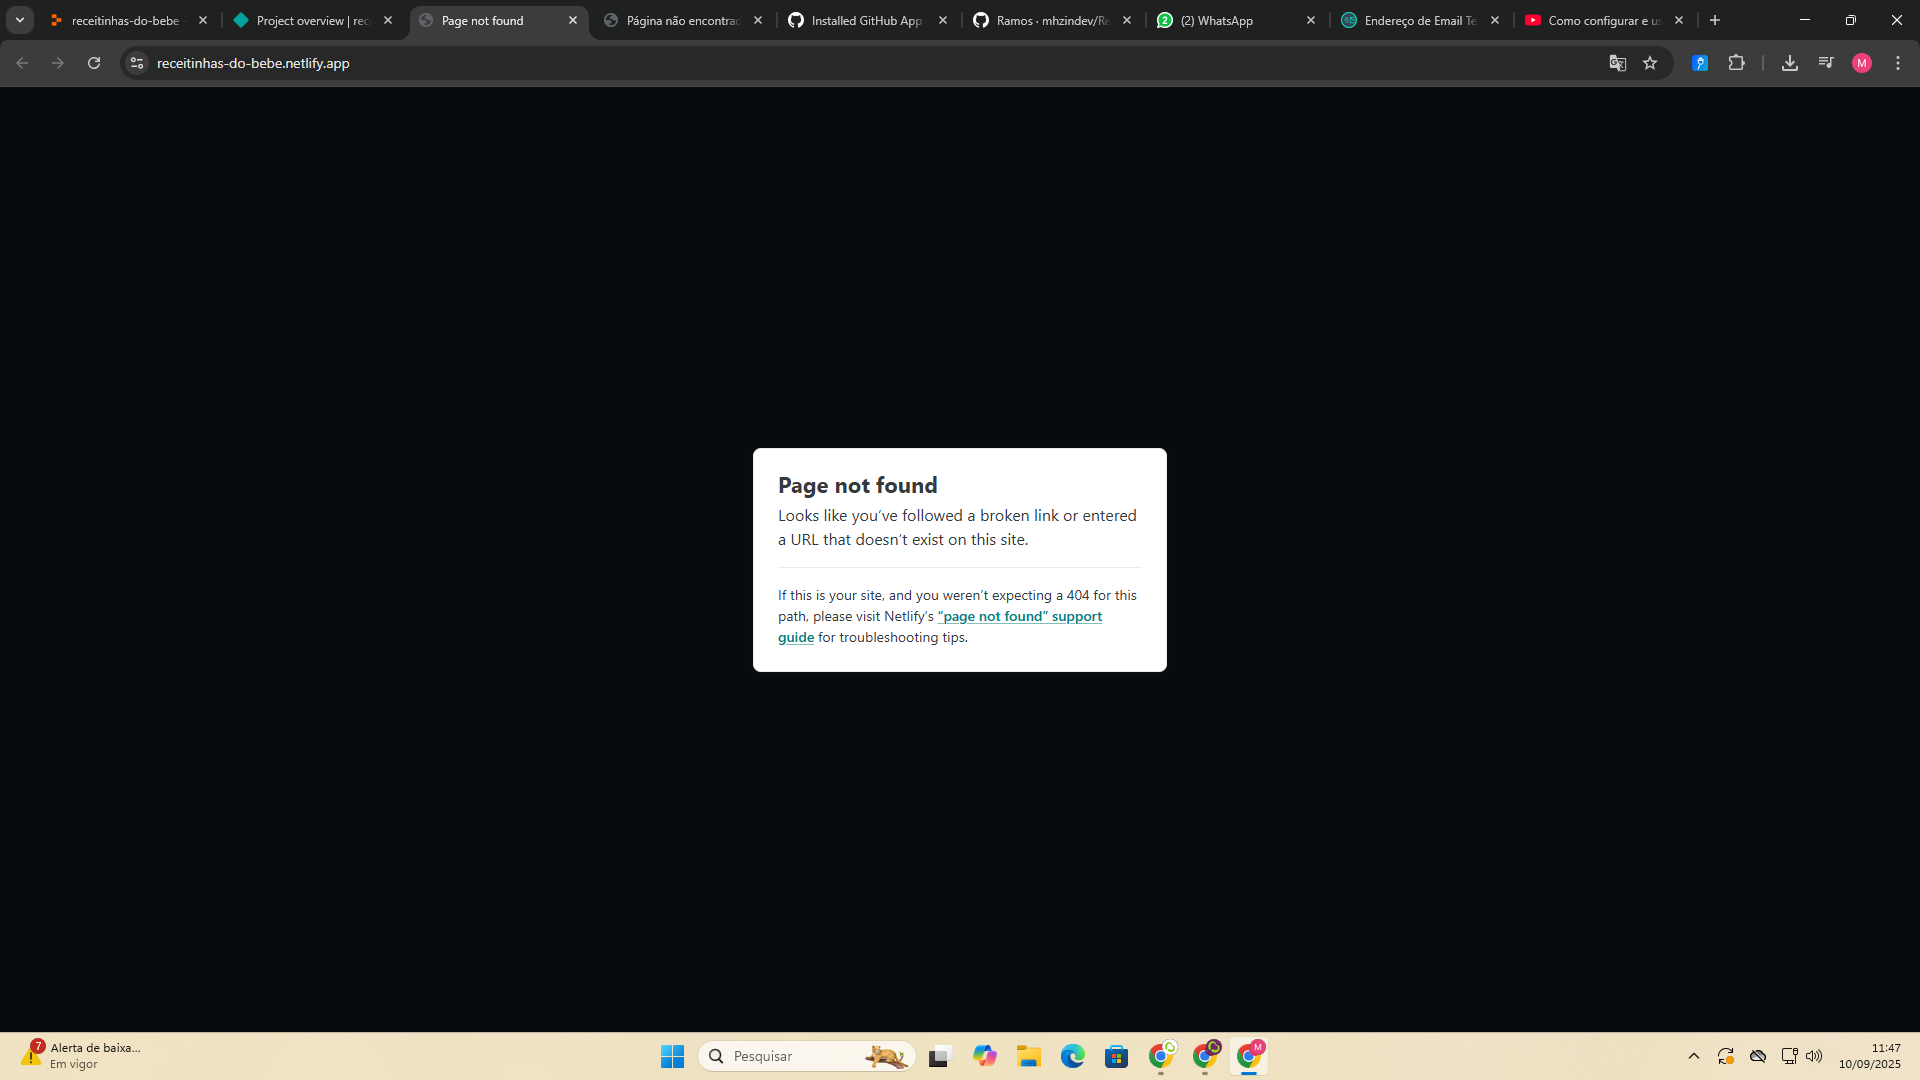 receitinhas-do-bebe -
Project overview | rec
Page not found
Página não encontrad
Installed GitHub App
Ramos · mhzindev/Re
(2) WhatsApp
Endereço de Email Te
Como configurar e us
receitinhas-do-bebe.netlify.app
M
Page not found
Looks like you've followed a broken link or entered
a URL that doesn't exist on this site.
If this is your site, and you weren't expecting a 404 for this
path, please visit Netlify's “page not found” support
guide for troubleshooting tips.
7
Alerta de baixa...
Em vigor
Pesquisar
M
11:47
10/09/2025